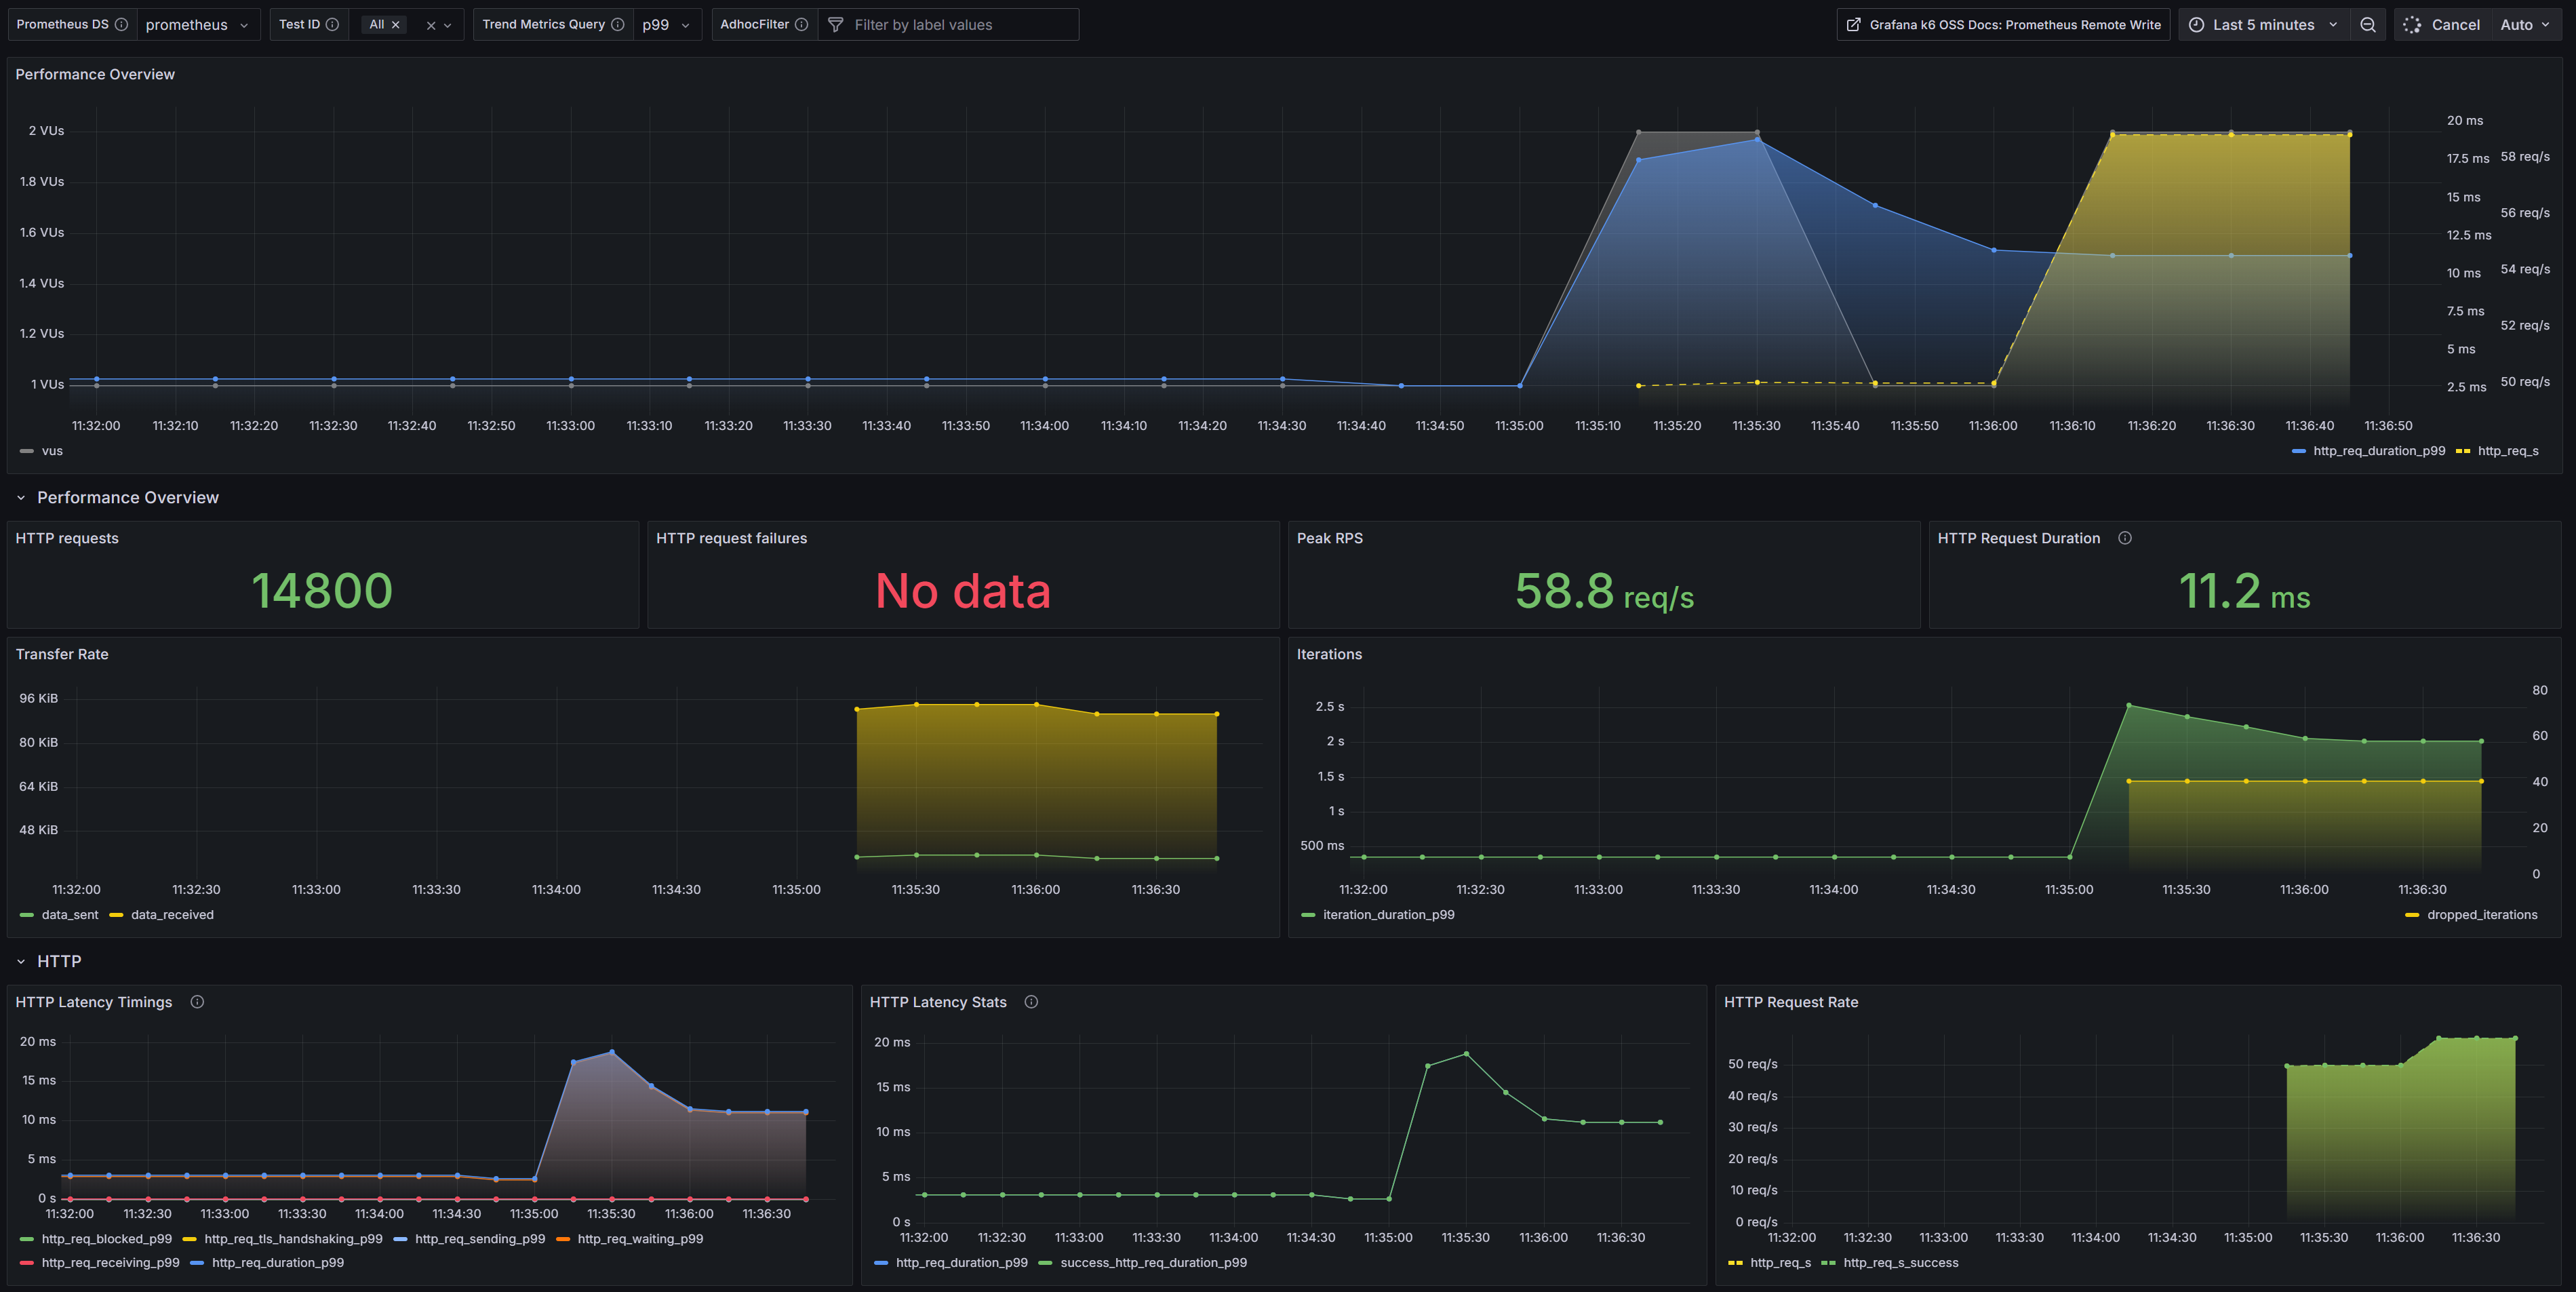 Prometheus DS prometheus Test ID All Trend Metrics Query p99 AdhocFilter Filter by label values Grafana k6 OSS Docs: Prometheus Remote Write Last 5 minutes Cancel Auto
Performance Overview
2 VUs
1.8 VUs
1.6 VUs
1.4 VUs
1.2 VUs
1 VUs
20 ms
17.5 ms 58 req/s
15 ms
56 req/s
12.5 ms
10 ms 54 req/s
7.5 ms
52 req/s
5 ms
2.5 ms 50 req/s
11:32:00 11:32:10 11:32:20 11:32:30 11:32:40 11:32:50 11:33:00 11:33:10 11:33:20 11:33:30 11:33:40 11:33:50 11:34:00 11:34:10 11:34:20 11:34:30 11:34:40 11:34:50 11:35:00 11:35:10 11:35:20 11:35:30 11:35:40 11:35:50 11:36:00 11:36:10 11:36:20 11:36:30 11:36:40 11:36:50
vus http_req_duration_p99 http_req_s
Performance Overview
HTTP requests
14800
HTTP request failures
No data
Peak RPS
58.8 req/s
HTTP Request Duration
11.2 ms
Transfer Rate
96 KiB
80 KiB
64 KiB
48 KiB
11:32:00 11:32:30 11:33:00 11:33:30 11:34:00 11:34:30 11:35:00 11:35:30 11:36:00 11:36:30
data_sent data_received
Iterations
2.5 s
2 s
1.5 s
1 s
500 ms
80
60
40
20
0
11:32:00 11:32:30 11:33:00 11:33:30 11:34:00 11:34:30 11:35:00 11:35:30 11:36:00 11:36:30
iteration_duration_p99 dropped_iterations
HTTP
HTTP Latency Timings
20 ms
15 ms
10 ms
5 ms
0 s
11:32:00 11:32:30 11:33:00 11:33:30 11:34:00 11:34:30 11:35:00 11:35:30 11:36:00 11:36:30
http_req_blocked_p99 http_req_tls_handshaking_p99 http_req_sending_p99 http_req_waiting_p99
http_req_receiving_p99 http_req_duration_p99
HTTP Latency Stats
20 ms
15 ms
10 ms
5 ms
0 s
11:32:00 11:32:30 11:33:00 11:33:30 11:34:00 11:34:30 11:35:00 11:35:30 11:36:00 11:36:30
http_req_duration_p99 success_http_req_duration_p99
HTTP Request Rate
50 req/s
40 req/s
30 req/s
20 req/s
10 req/s
0 req/s
11:32:00 11:32:30 11:33:00 11:33:30 11:34:00 11:34:30 11:35:00 11:35:30 11:36:00 11:36:30
http_req_s http_req_s_success